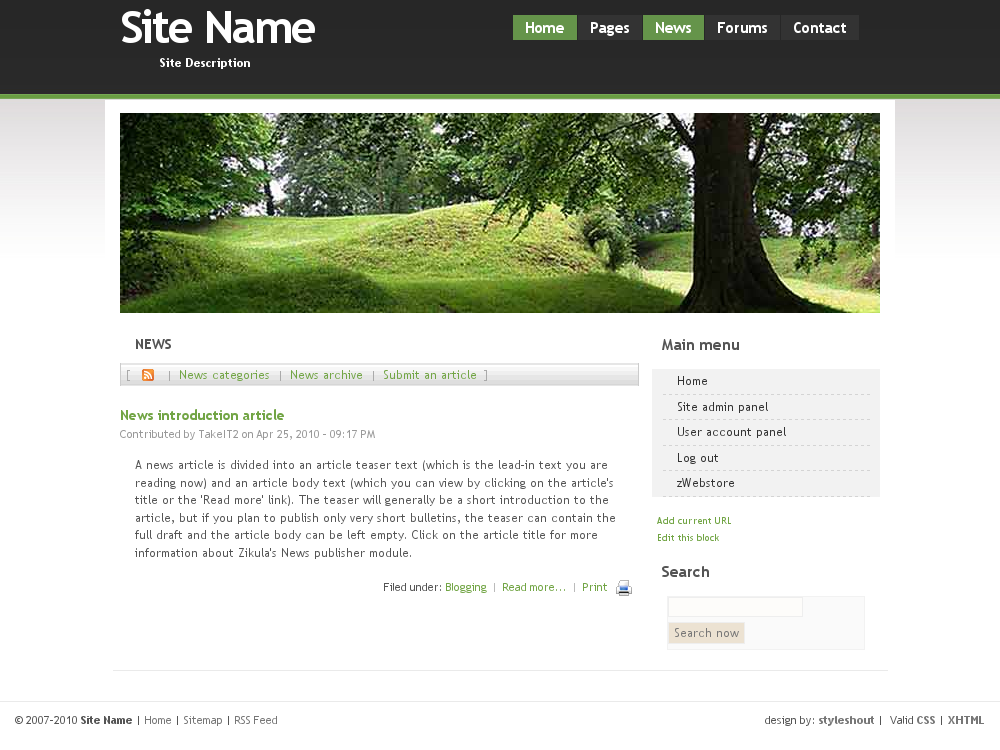 Site Name
Site Description
Home Pages News Forums Contact
NEWS
[ | News categories | News archive | Submit an article ]
News introduction article
Contributed by TakeIT2 on Apr 25, 2010 - 09:17 PM
A news article is divided into an article teaser text (which is the lead-in text you are
reading now) and an article body text (which you can view by clicking on the article's
title or the 'Read more' link). The teaser will generally be a short introduction to the
article, but if you plan to publish only very short bulletins, the teaser can contain the
full draft and the article body can be left empty. Click on the article title for more
information about Zikula's News publisher module.
Filed under: Blogging | Read more... | Print
Main menu
Home
Site admin panel
User account panel
Log out
zWebstore
Add current URL
Edit this block
Search
Search now
© 2007-2010 Site Name | Home | Sitemap | RSS Feed
design by: styleshout | Valid CSS | XHTML